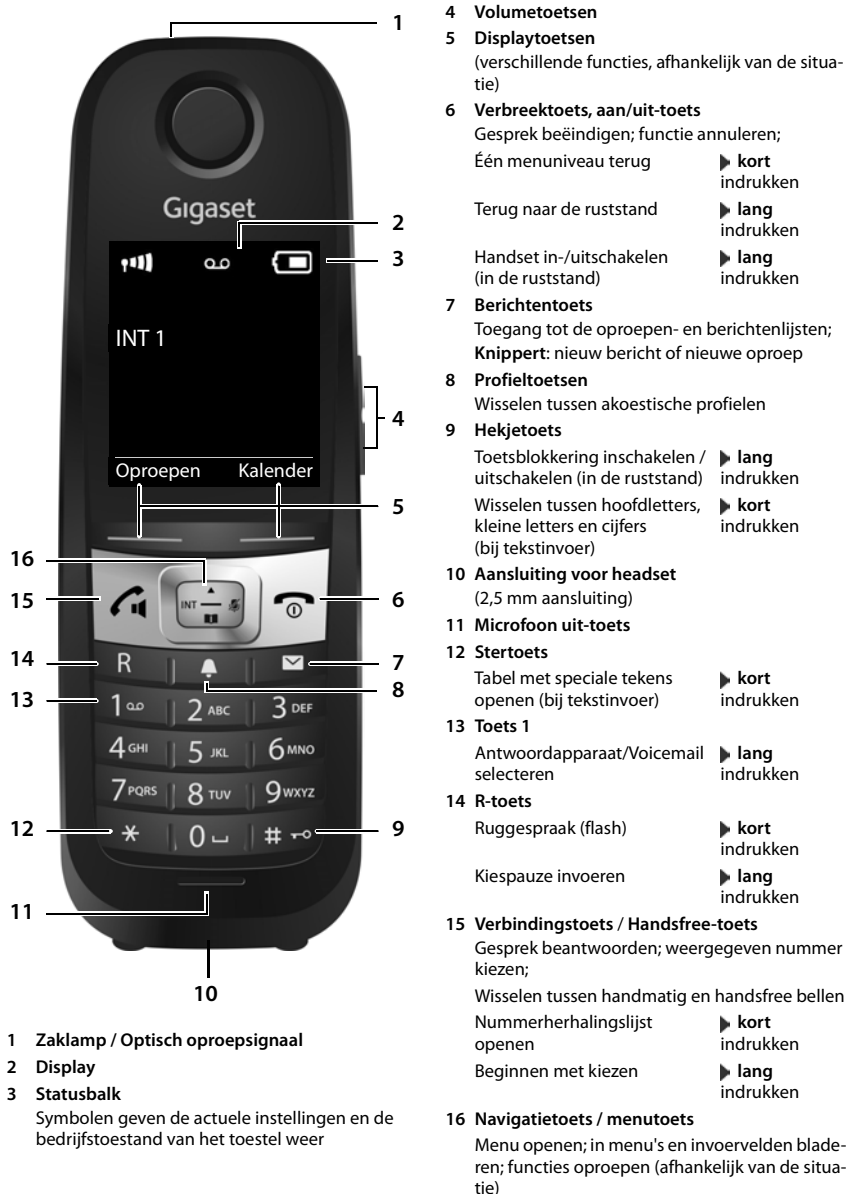 1
Gigaset
2
3
INT 1
4
Oproepen Kalender
5
16
INT
15
6
14
R
7
8
13
1 2 ABC 3 DEF
4 GHI 5 JKL 6 MNO
7 PQRS 8 TUV 9 WXYZ
12
* 0 #
9
11
10
1 Zaklamp / Optisch oproepsignaal
2 Display
3 Statusbalk
Symbolen geven de actuele instellingen en de
bedrijfstoestand van het toestel weer
4 Volumetoetsen
5 Displaytoetsen
(verschillende functies, afhankelijk van de situa-
tie)
6 Verbreektoets, aan/uit-toets
Gesprek beëindigen; functie annuleren;
Één menuniveau terug ▶ kort
indrukken
Terug naar de ruststand ▶ lang
indrukken
Handset in-/uitschakelen ▶ lang
(in de ruststand) indrukken
7 Berichtentoets
Toegang tot de oproepen- en berichtenlijsten;
Knippert: nieuw bericht of nieuwe oproep
8 Profieltoetsen
Wisselen tussen akoestische profielen
9 Hekjetoets
Toetsblokkering inschakelen / ▶ lang
uitschakelen (in de ruststand) indrukken
Wisselen tussen hoofdletters, ▶ kort
kleine letters en cijfers indrukken
(bij tekstinvoer)
10 Aansluiting voor headset
(2,5 mm aansluiting)
11 Microfoon uit-toets
12 Stertoets
Tabel met speciale tekens ▶ kort
openen (bij tekstinvoer) indrukken
13 Toets 1
Antwoordapparaat/Voicemail ▶ lang
selecteren indrukken
14 R-toets
Ruggespraak (flash) ▶ kort
indrukken
Kiespauze invoeren ▶ lang
indrukken
15 Verbindingstoets / Handsfree-toets
Gesprek beantwoorden; weergegeven nummer
kiezen;
Wisselen tussen handmatig en handsfree bellen
Nummerherhalingslijst ▶ kort
openen indrukken
Beginnen met kiezen ▶ lang
indrukken
16 Navigatietoets / menutoets
Menu openen; in menu's en invoervelden blade-
ren; functies oproepen (afhankelijk van de situa-
tie)